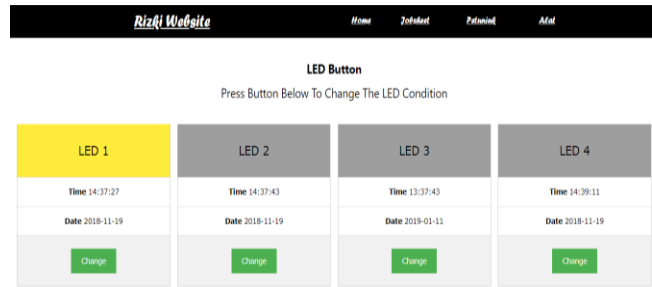 Rizki Website Home Jobsheet Petunjuk Alat
LED Button
Press Button Below To Change The LED Condition
LED 1 LED 2 LED 3 LED 4
Time 14:37:27 Time 14:37:43 Time 13:37:43 Time 14:39:11
Date 2018-11-19 Date 2018-11-19 Date 2019-01-11 Date 2018-11-19
Change Change Change Change